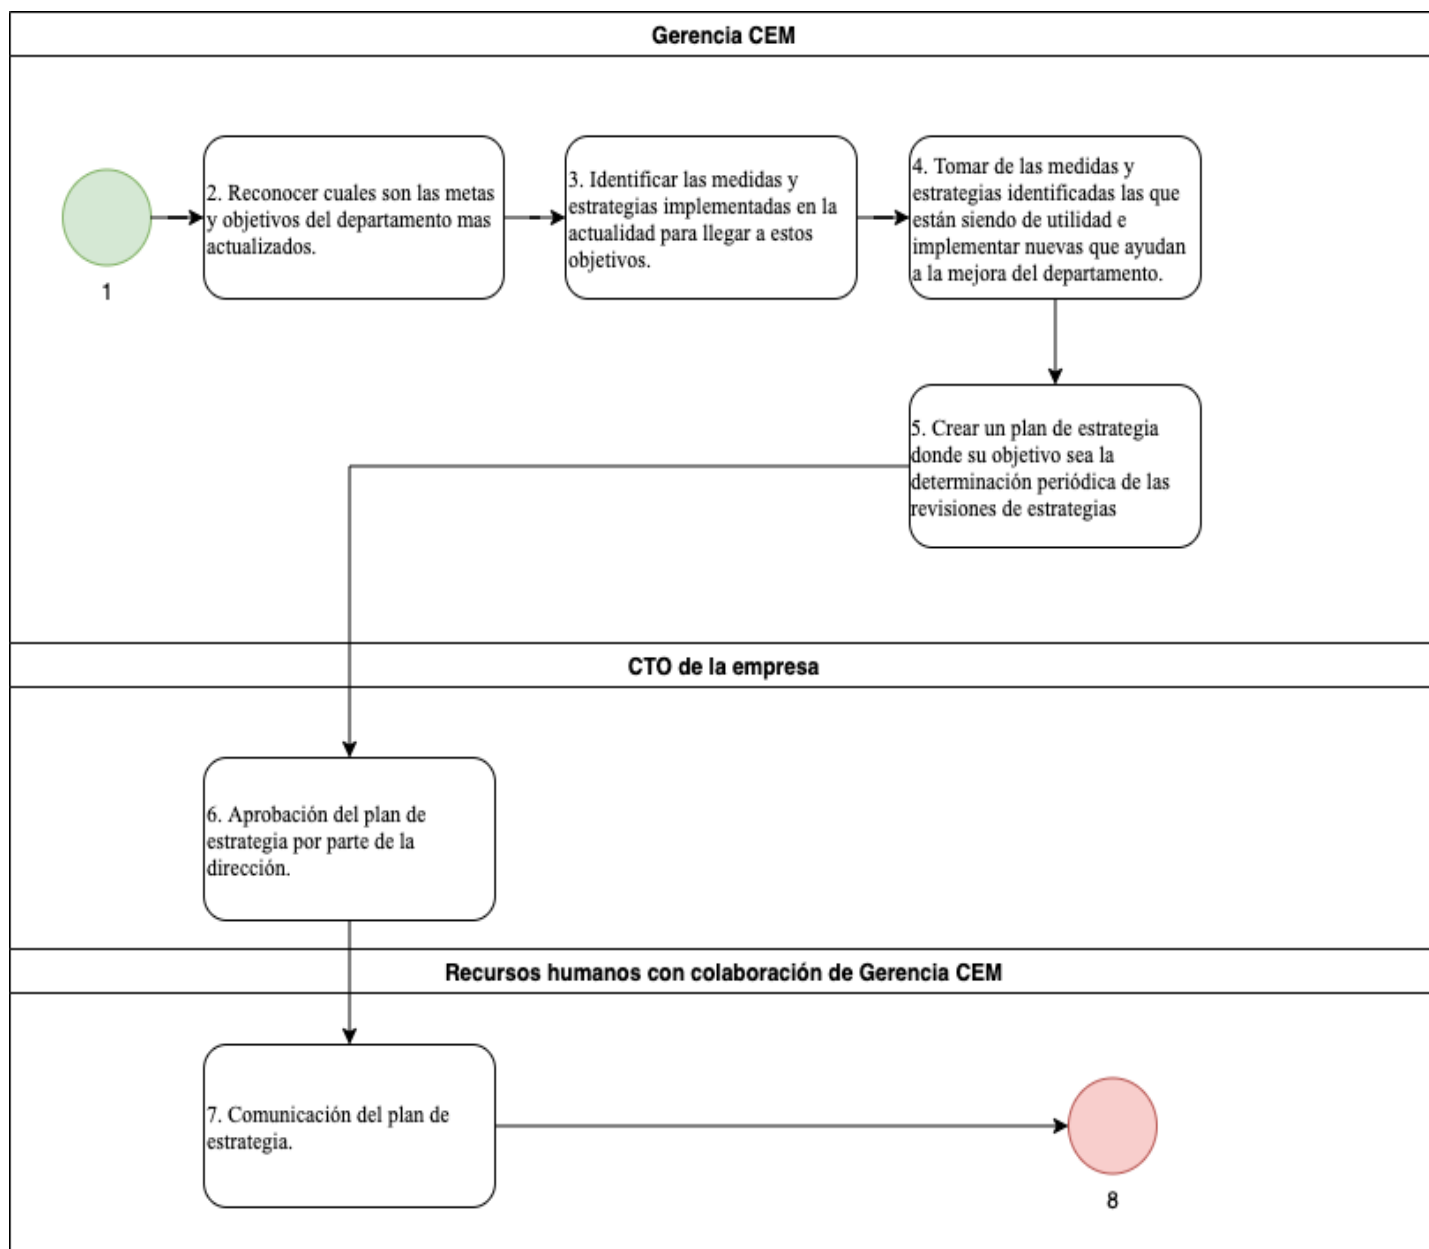 Gerencia CEM
1
2. Reconocer cuales son las metas
y objetivos del departamento mas
actualizados.
3. Identificar las medidas y
estrategias implementadas en la
actualidad para llegar a estos
objetivos.
4. Tomar de las medidas y
estrategias identificadas las que
están siendo de utilidad e
implementar nuevas que ayudan
a la mejora del departamento.
5. Crear un plan de estrategia
donde su objetivo sea la
determinación periódica de las
revisiones de estrategias
CTO de la empresa
6. Aprobación del plan de
estrategia por parte de la
dirección.
Recursos humanos con colaboración de Gerencia CEM
7. Comunicación del plan de
estrategia.
8